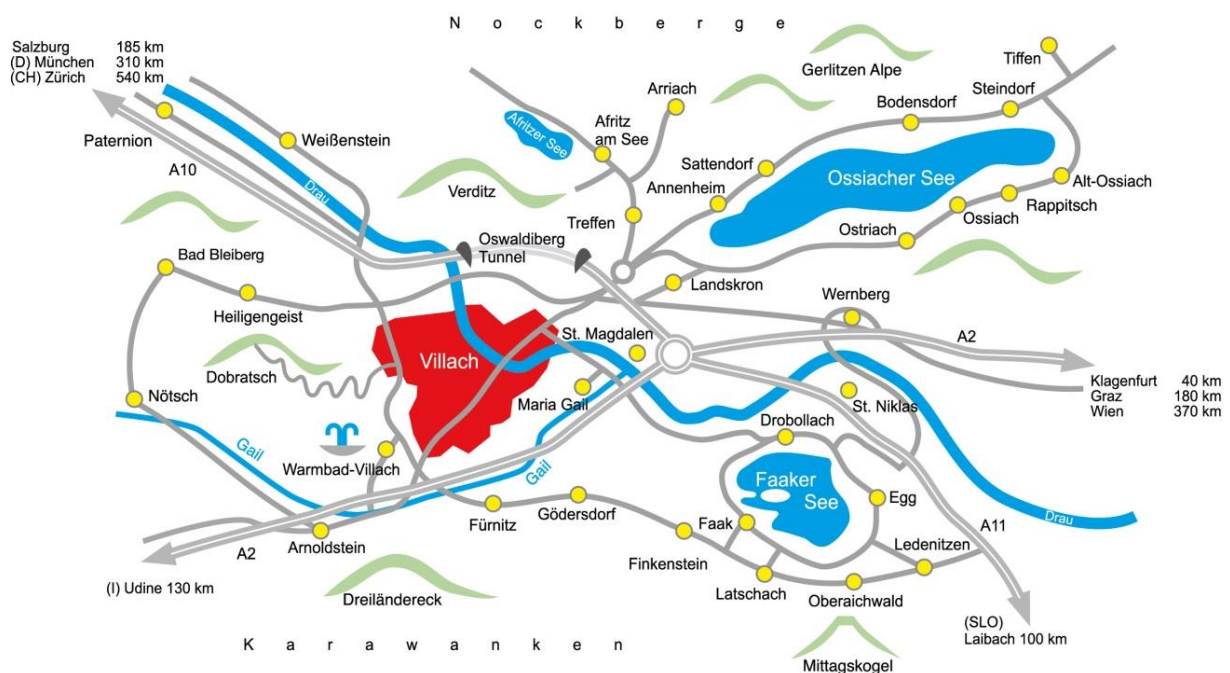 N o c k b e r g e
Salzburg 185 km
(D) München 310 km
(CH) Zürich 540 km
Tiffen
Gerlitzen Alpe
Steindorf
Arriach
Bodensdorf
Afritzer See
Afritz
am See
Paternion
Weißenstein
A10
Drau
Verditz
Sattendorf
Annenheim
Ossiacher See
Alt-Ossiach
Rappitsch
Ossiach
Treffen
Ostriach
Oswaldiberg
Tunnel
Bad Bleiberg
Landskron
Heiligengeist
Wernberg
St. Magdalen
A2
Villach
Dobratsch
Klagenfurt 40 km
Graz 180 km
Wien 370 km
Nötsch
Maria Gail
St. Niklas
Drobollach
Gail
Warmbad-Villach
Gail
Faaker
See
Egg
Fürnitz
Gödersdorf
Faak
Drau
A11
Arnoldstein
A2
Finkenstein
Ledenitzen
Latschach
Oberaichwald
(I) Udine 130 km
Dreiländereck
(SLO)
Laibach 100 km
K a r a w a n k e n
Mittagskogel